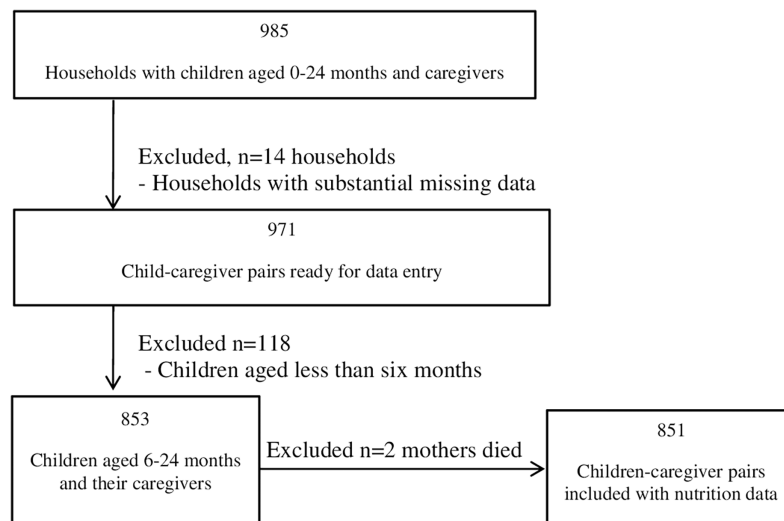 985
Households with children aged 0-24 months and caregivers
Excluded, n=14 households
- Households with substantial missing data
971
Child-caregiver pairs ready for data entry
Excluded n=118
- Children aged less than six months
853
Children aged 6-24 months
and their caregivers
Excluded n=2 mothers died
851
Children-caregiver pairs
included with nutrition data